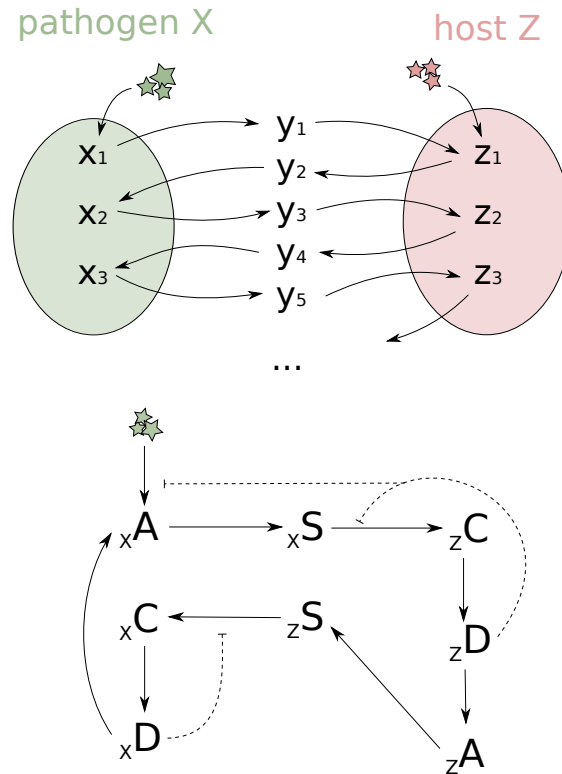 pathogen X host Z
x₁ y₁ z₁
y₂
x₂ y₃ z₂
y₄
x₃ y₅ z₃
...
XA XS ZC
XC ZS ZD
XD ZA